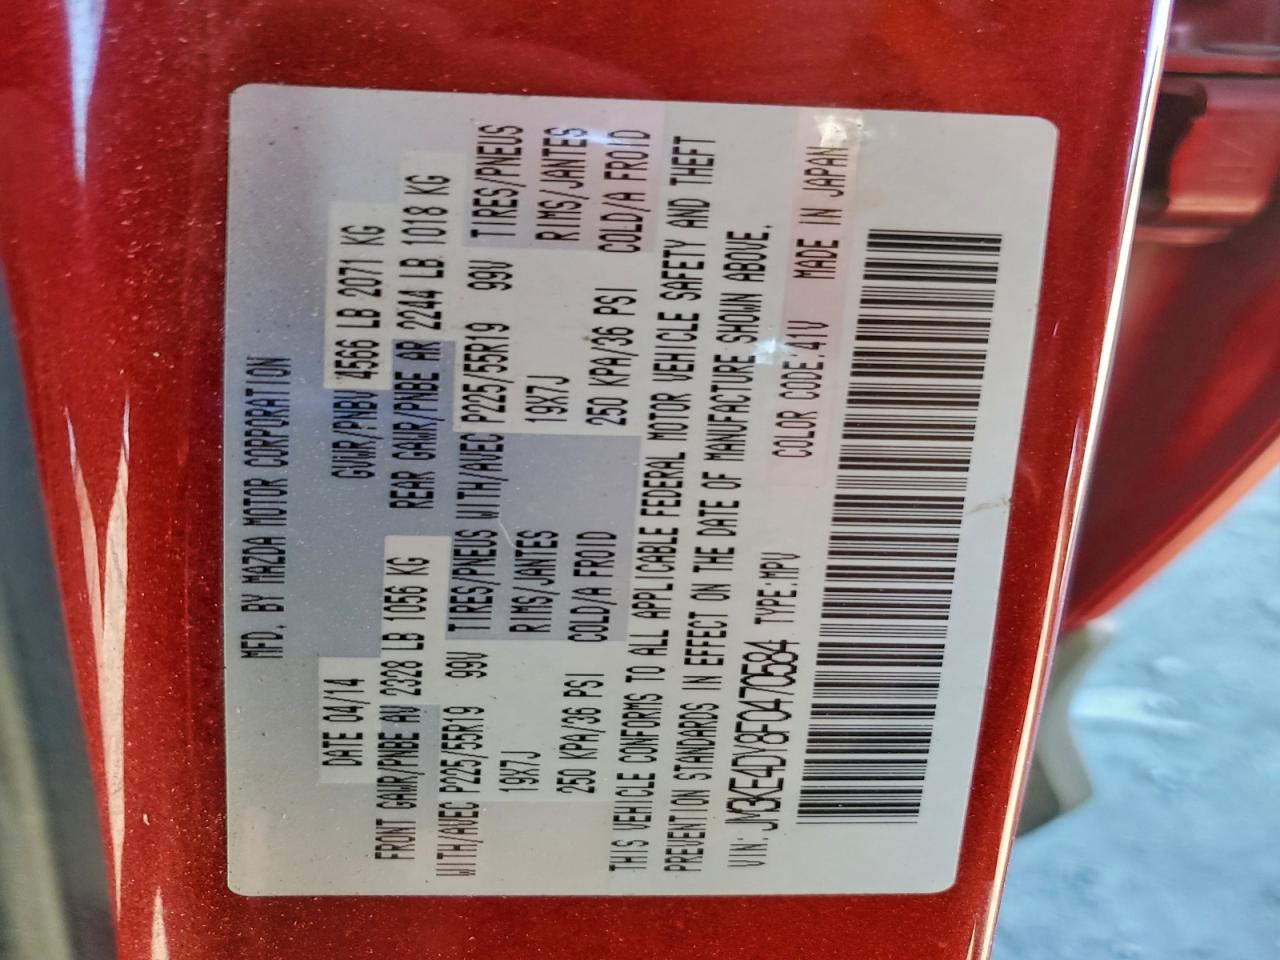 MFD. BY MAZDA MOTOR CORPORATION
DATE 04/14 GVWR/PNBV 4566 LB 2071 KG
FRONT GAWR/PNBE AV 2328 LB 1056 KG REAR GAWR/PNBE AR 2244 LB 1018 KG
WITH/AVEC P225/55R19 99V TIRES/PNEUS WITH/AVEC P225/55R19 99V TIRES/PNEUS
19X7J RIMS/JANTES 19X7J RIMS/JANTES
250 KPA/36 PSI COLD/A FROID 250 KPA/36 PSI COLD/A FROID
THIS VEHICLE CONFORMS TO ALL APPLICABLE FEDERAL MOTOR VEHICLE SAFETY AND THEFT
PREVENTION STANDARDS IN EFFECT ON THE DATE OF MANUFACTURE SHOWN ABOVE.
VIN: JM3KE4DY8F0470584 TYPE:MPV COLOR CODE:41V MADE IN JAPAN